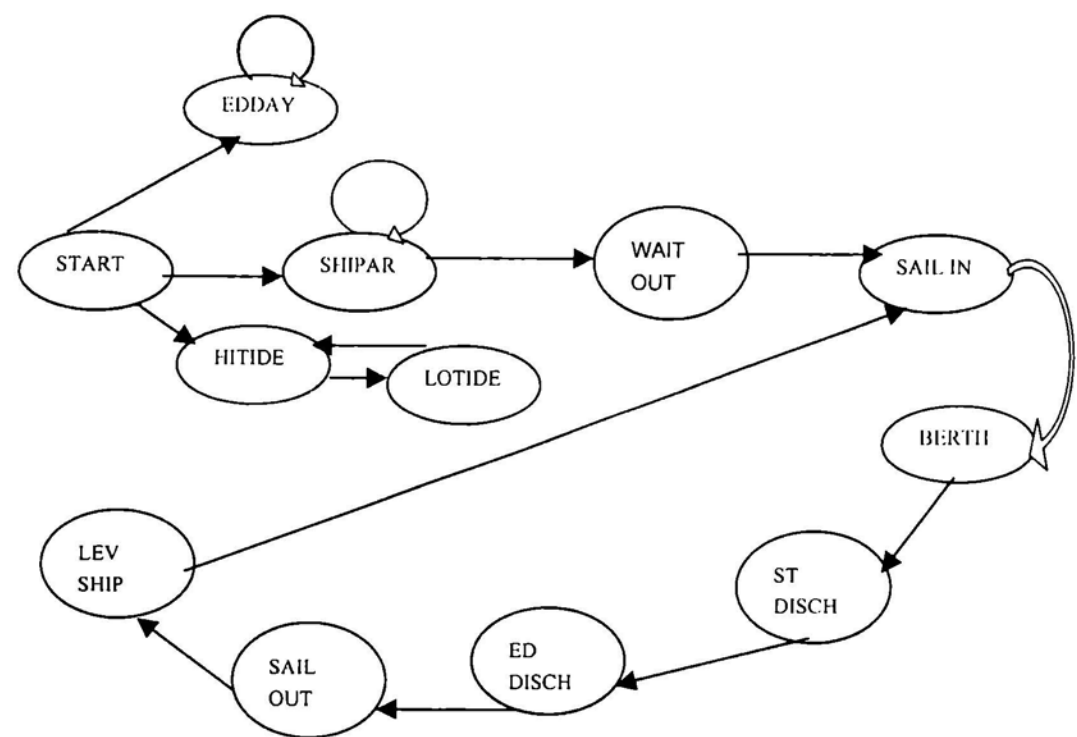 EDDAY
START
SHIPAR
WAIT
OUT
SAIL IN
HITIDE
LOTIDE
BERTH
LEV
SHIP
ST
DISCH
ED
DISCH
SAIL
OUT